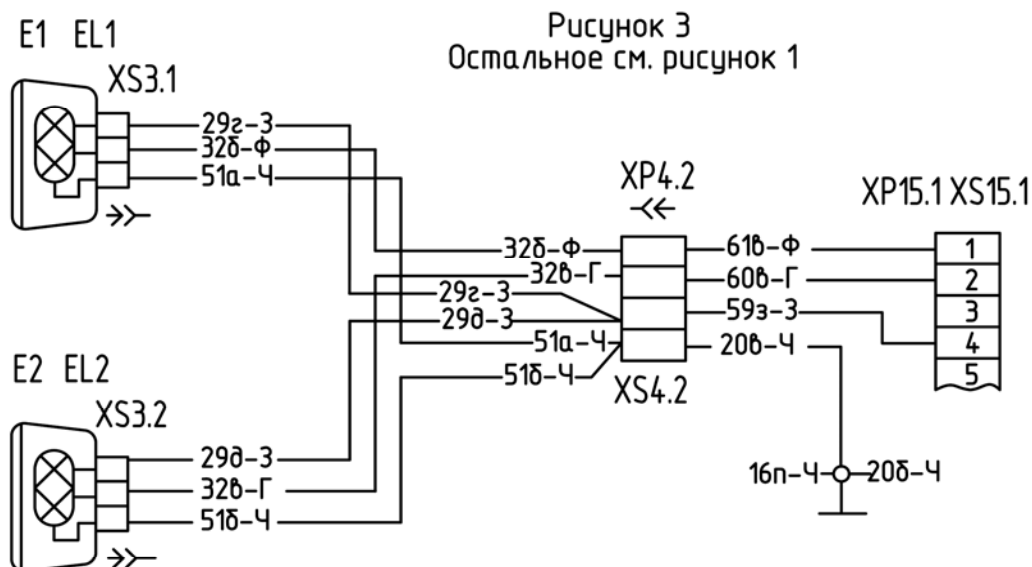 Рисунок 3
Остальное см. рисунок 1
E1 EL1
XS3.1
29г-З
32б-Ф
51а-Ч
XP4.2
XP15.1 XS15.1
32б-Ф
61в-Ф
1
32в-Г
60в-Г
2
29г-З
59з-З
3
29д-З
51а-Ч
20в-Ч
4
51б-Ч
5
XS4.2
E2 EL2
XS3.2
29д-З
16п-Ч
20б-Ч
32в-Г
51б-Ч